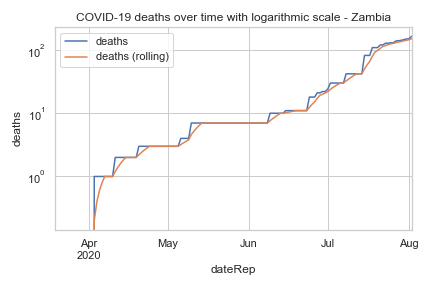 COVID-19 deaths over time with logarithmic scale - Zambia
deaths
deaths (rolling)
10²
10¹
10⁰
deaths
Apr
2020
May
Jun
Jul
Aug
dateRep